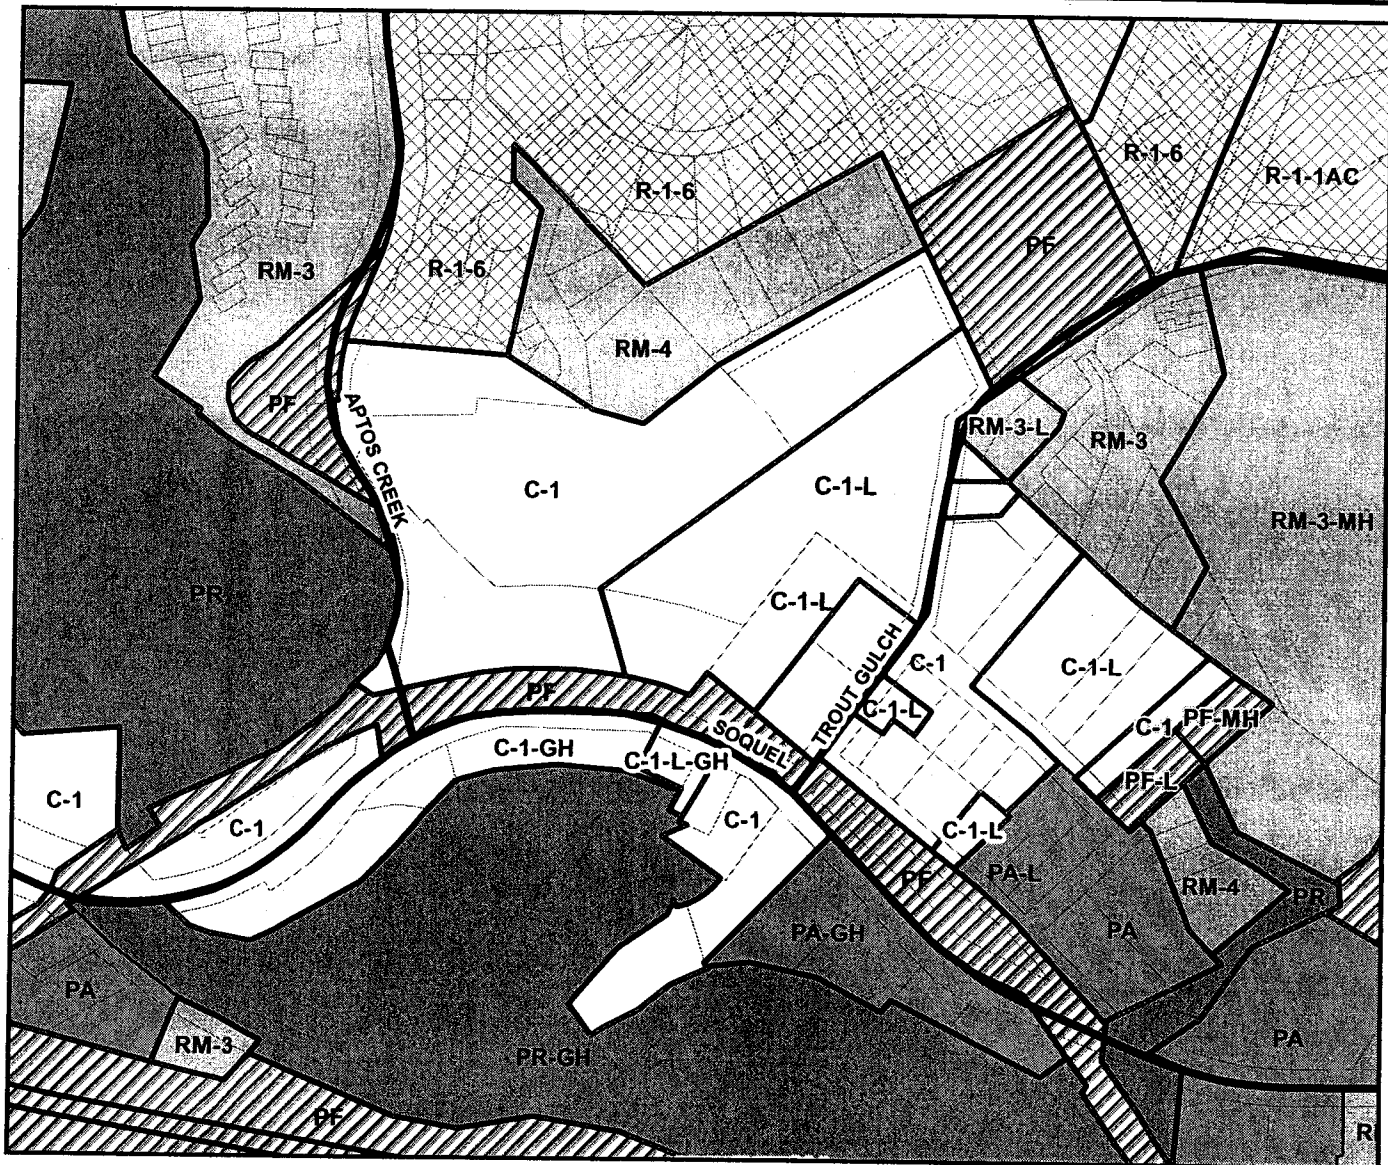 R-1-6
R-1-1AC
R-1-6
PF
RM-3
R-1-6
RM-4
PF
APTOS CREEK
RM-3-L
RM-3
C-1
C-1-L
RM-3-MH
PR
C-1-L
TROUT GULCH
C-1
C-1-L
PF
C-1-L
PF-MH
C-1
SOQUEL
C-1-GH
C-1-L-GH
PF-L
C-1
C-1
C-1
C-1-L
PF
PA-L
RM-4
PR
PA-GH
PA
PA
RM-3
PR-GH
PA
PF